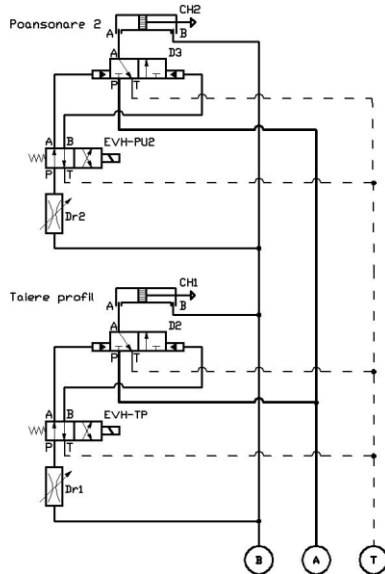 Poansonare 2
CH2
A
B
A
D3
P
T
A
B
EVH-PU2
P
T
Dr2
Taiere profil
CH1
A
B
A
D2
P
T
A
B
EVH-TP
P
T
Dr1
B
A
T